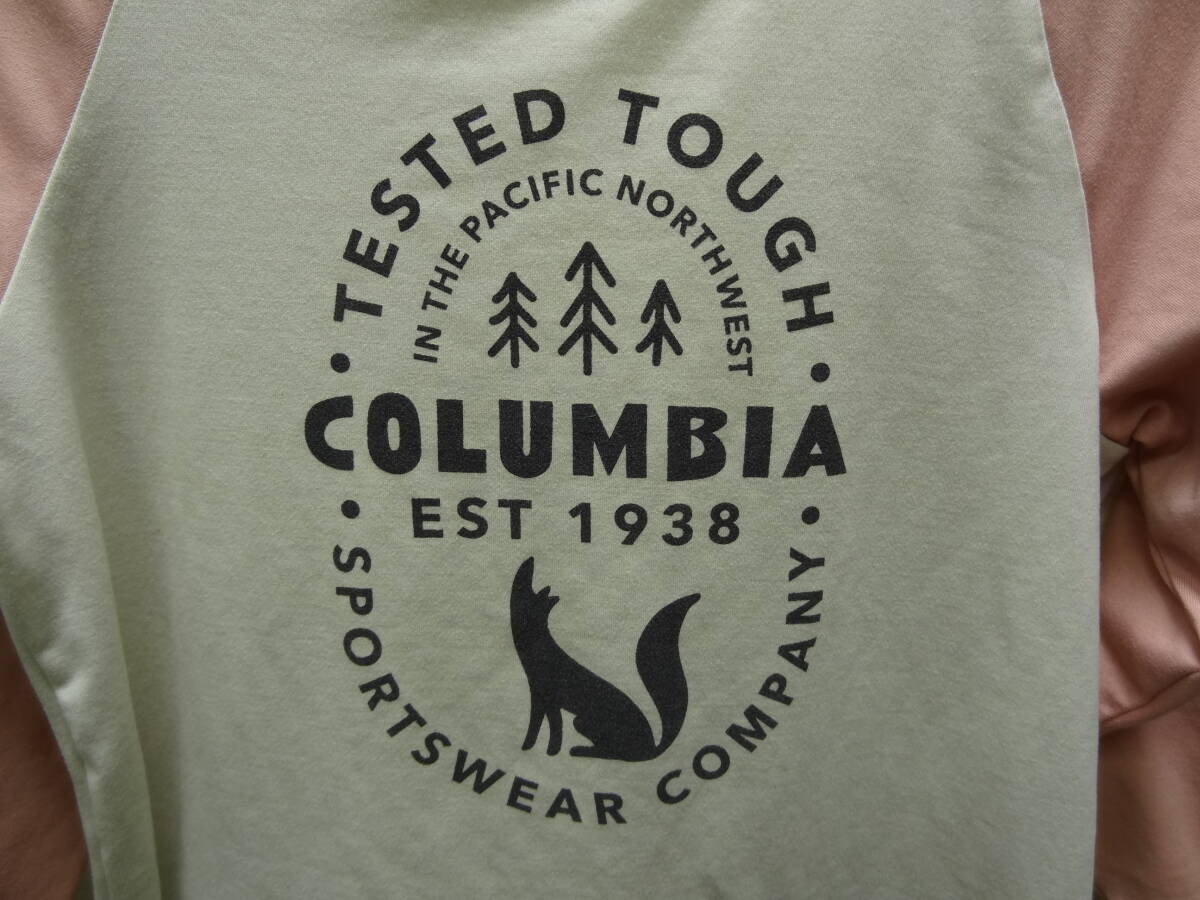 TESTED TOUGH
IN THE PACIFIC NORTHWEST
COLUMBIA
EST 1938
SPORTSWEAR COMPANY